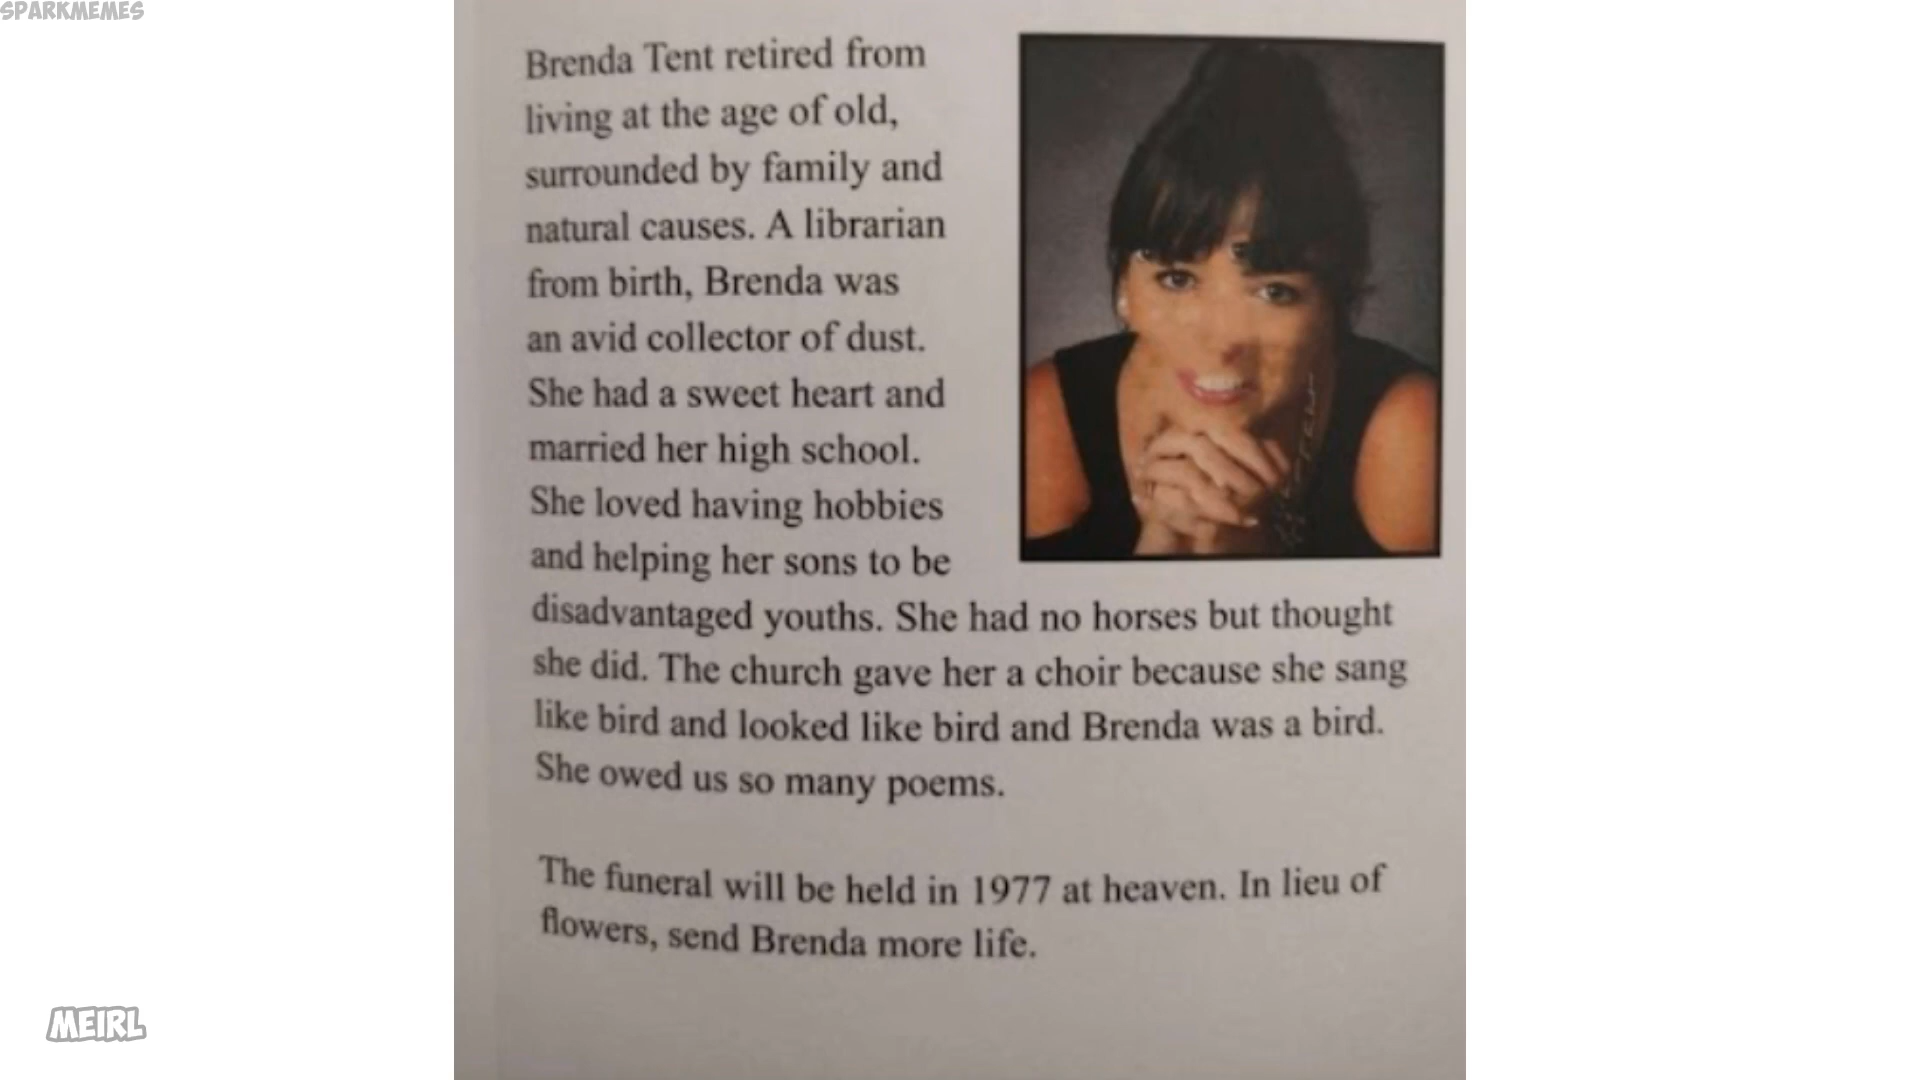 SPARKMEMES
Brenda Tent retired from
living at the age of old,
surrounded by family and
natural causes. A librarian
from birth, Brenda was
an avid collector of dust.
She had a sweet heart and
married her high school.
She loved having hobbies
and helping her sons to be
disadvantaged youths. She had no horses but thought
she did. The church gave her a choir because she sang
like bird and looked like bird and Brenda was a bird.
She owed us so many poems.
The funeral will be held in 1977 at heaven. In lieu of
flowers, send Brenda more life.
MEIRL